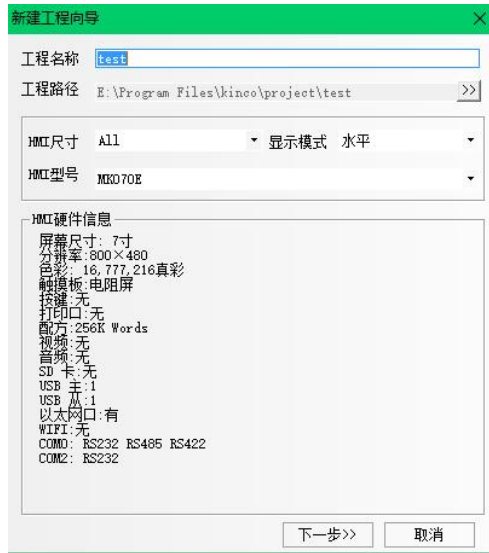 新建工程向导
工程名称 test
工程路径 E:\Program Files\kinco\project\test >>
HMI尺寸 All 显示模式 水平
HMI型号 MK070E
HMI硬件信息
屏幕尺寸: 7寸
分辨率:800×480
色彩: 16,777,216真彩
触摸板:电阻屏
按键:无
打印口:无
配方:256K Words
视频:无
音频:无
SD 卡:无
USB 主:1
USB 从:1
以太网口:有
WIFI:无
COM0: RS232 RS485 RS422
COM2: RS232
下一步>> 取消